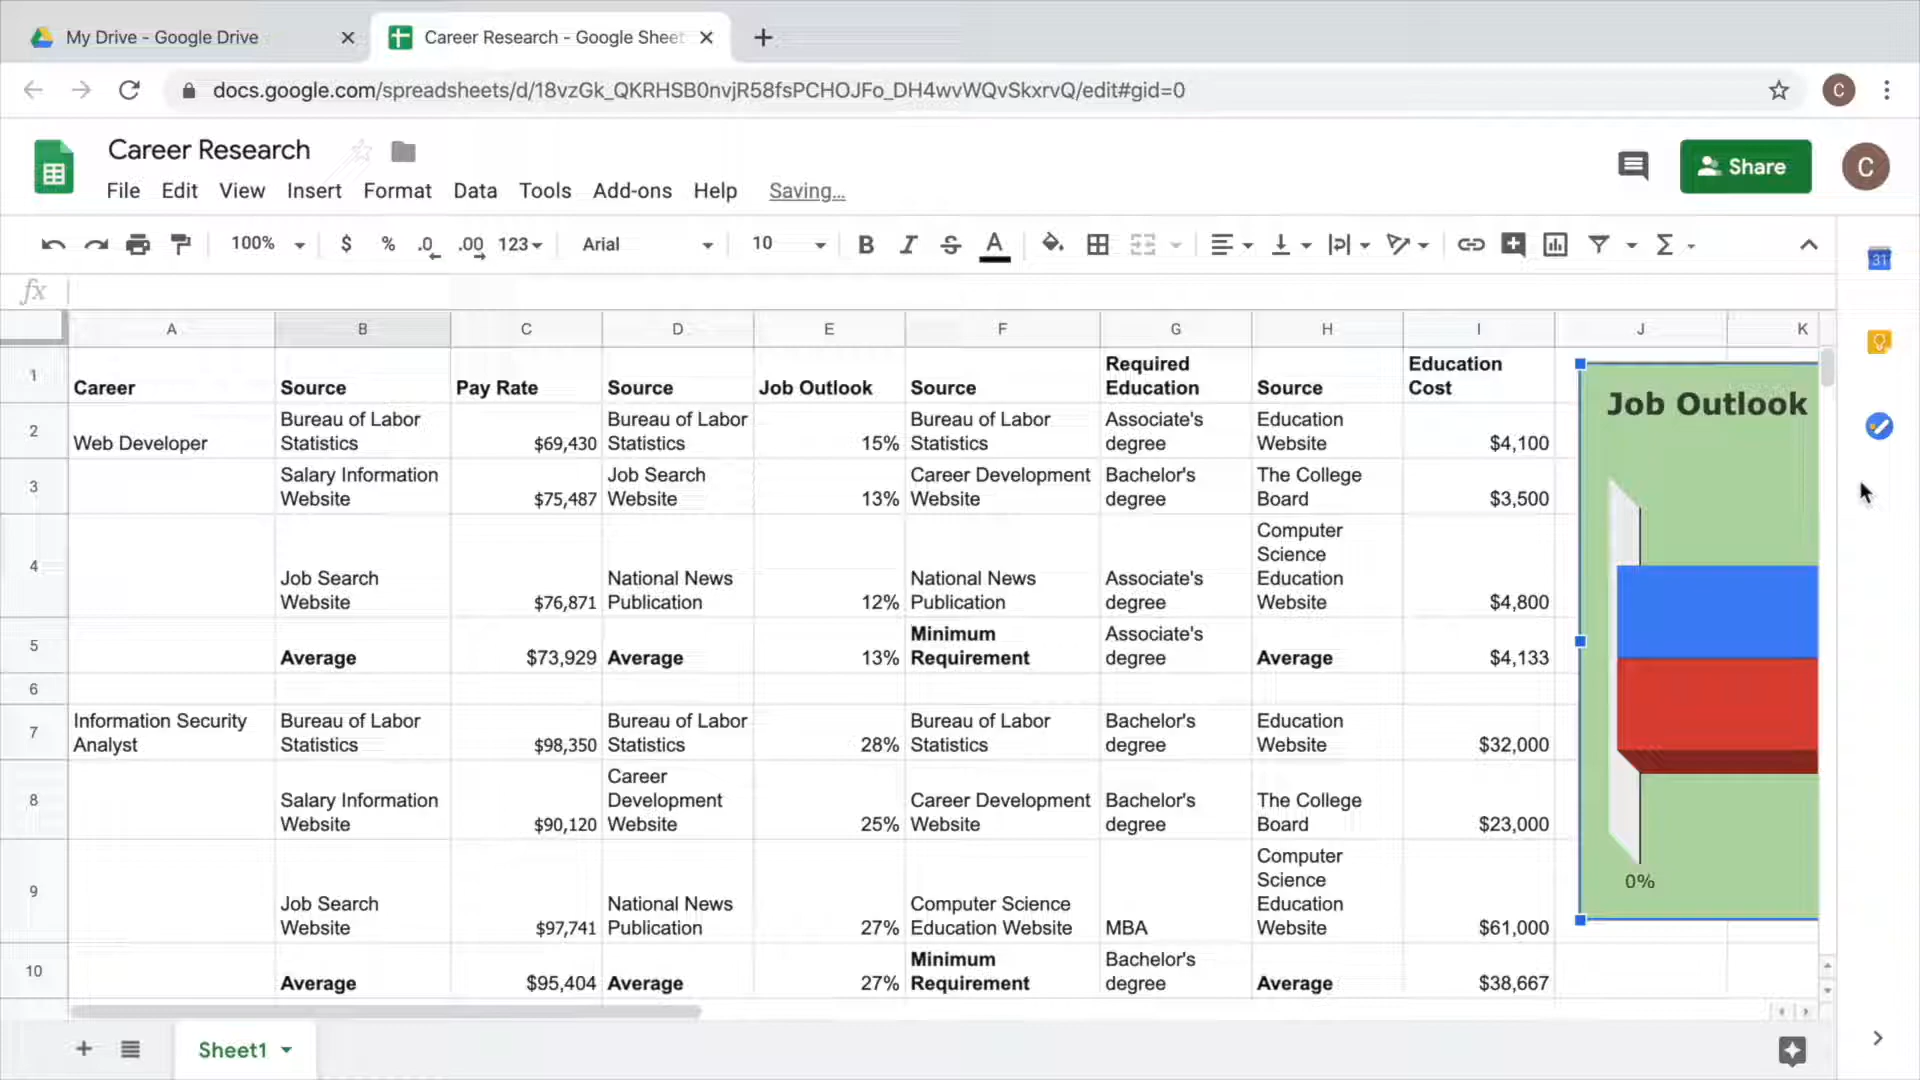 My Drive - Google Drive
Career Research - Google Sheet
docs.google.com/spreadsheets/d/18vzGk_QKRHSB0nvjR58fsPCHOJFo_DH4wvWQvSkxrvQ/edit#gid=0
C
Career Research
Share
C
File Edit View Insert Format Data Tools Add-ons Help Saving...
100% $ % .0 .00 123 Arial 10 B I S A Σ
31
fx
A B C D E F G H I J K
1 Career Source Pay Rate Source Job Outlook Source Required Education Source Education Cost
Job Outlook
2 Web Developer Bureau of Labor Statistics $69,430 Bureau of Labor Statistics 15% Bureau of Labor Statistics Associate's degree Education Website $4,100
3 Salary Information Website $75,487 Job Search Website 13% Career Development Website Bachelor's degree The College Board $3,500
4 Job Search Website $76,871 National News Publication 12% National News Publication Associate's degree Computer Science Education Website $4,800
5 Average $73,929 Average 13% Minimum Requirement Associate's degree Average $4,133
6
7 Information Security Analyst Bureau of Labor Statistics $98,350 Bureau of Labor Statistics 28% Bureau of Labor Statistics Bachelor's degree Education Website $32,000
8 Salary Information Website $90,120 Career Development Website 25% Career Development Website Bachelor's degree The College Board $23,000
9 Job Search Website $97,741 National News Publication 27% Computer Science Education Website MBA Computer Science Education Website $61,000
0%
10 Average $95,404 Average 27% Minimum Requirement Bachelor's degree Average $38,667
Sheet1